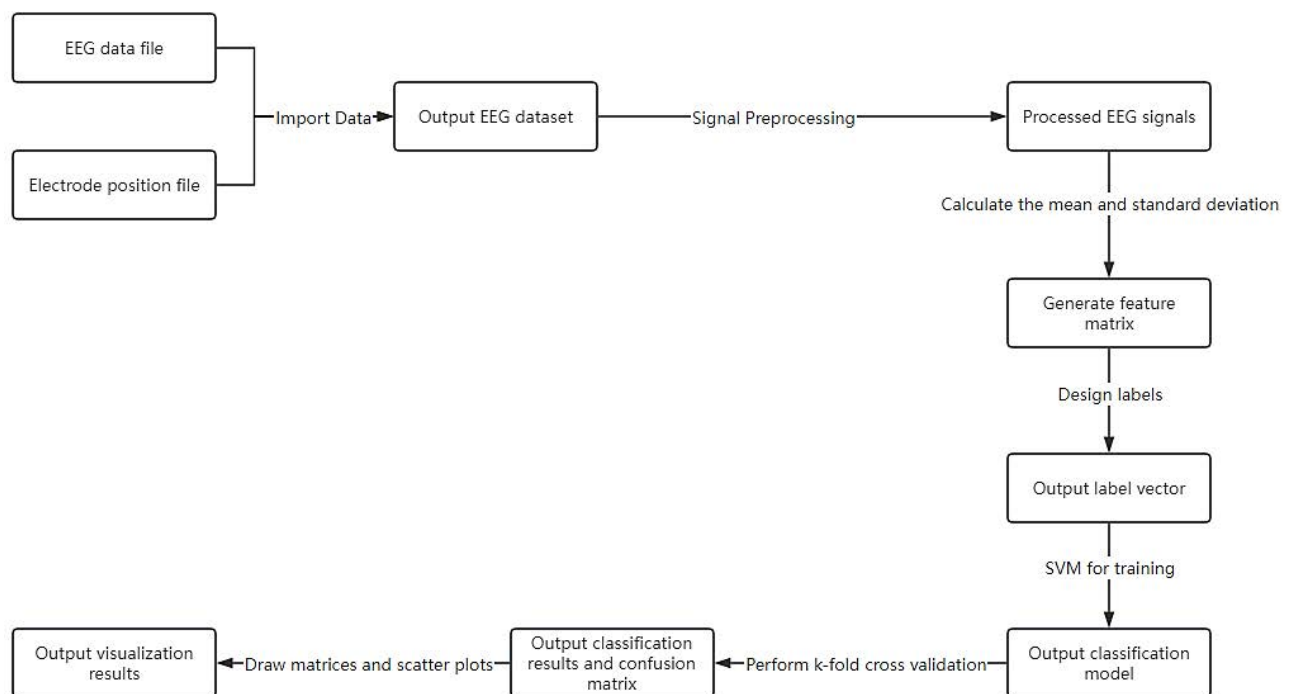 EEG data file
Electrode position file
Import Data
Output EEG dataset
Signal Preprocessing
Processed EEG signals
Calculate the mean and standard deviation
Generate feature
matrix
Design labels
Output label vector
SVM for training
Output classification
model
Perform k-fold cross validation
Output classification
results and confusion
matrix
Draw matrices and scatter plots
Output visualization
results